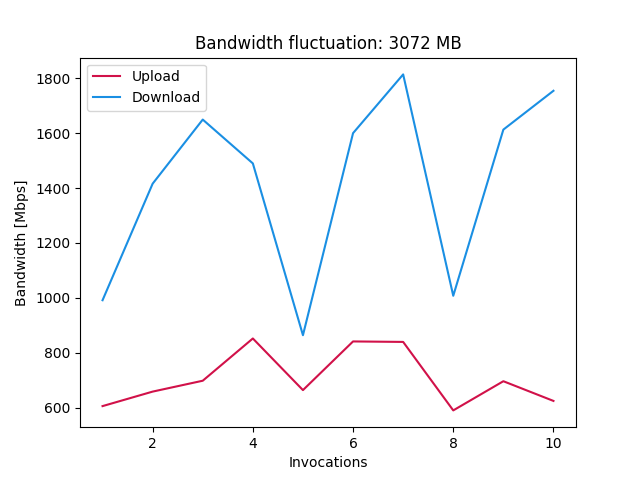 Bandwidth fluctuation: 3072 MB
Upload
Download
1800
1600
1400
1200
1000
800
600
Bandwidth [Mbps]
2
4
6
8
10
Invocations